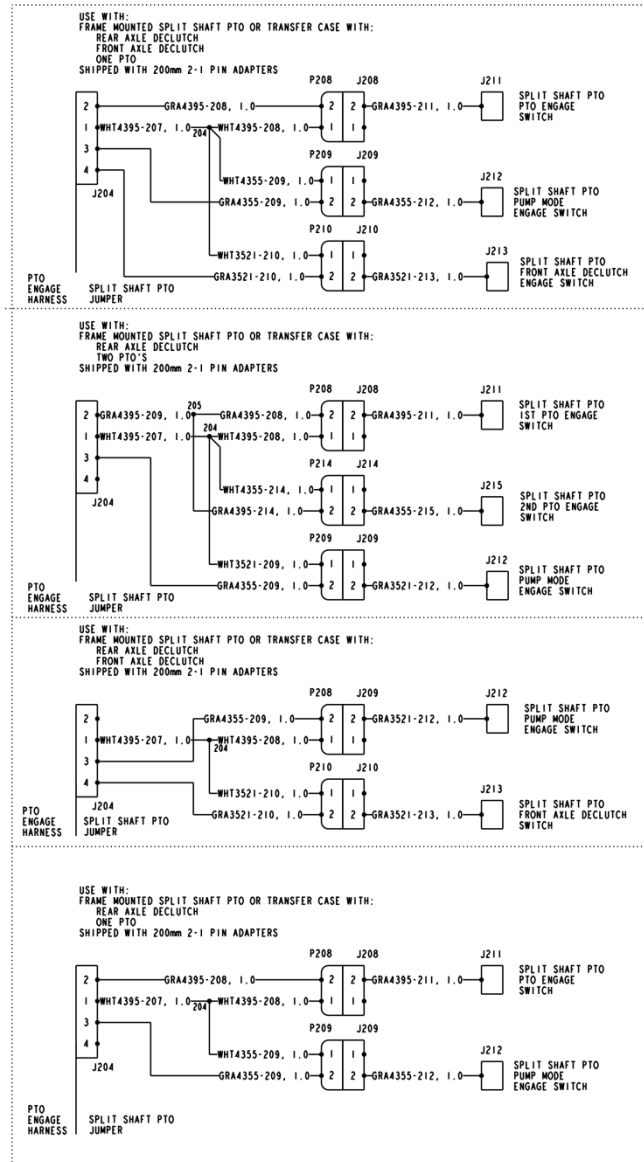 USE WITH:
FRAME MOUNTED SPLIT SHAFT PTO OR TRANSFER CASE WITH:
REAR AXLE DECLUTCH
FRONT AXLE DECLUTCH
ONE PTO
SHIPPED WITH 200mm 2-1 PIN ADAPTERS
P208 J208 J211
2 GRA4395-208, 1.0 2 2 GRA4395-211, 1.0 SPLIT SHAFT PTO
PTO ENGAGE
SWITCH
1 WHT4395-207, 1.0 204 WHT4395-208, 1.0 1 1
P209 J209 J212
3 WHT4355-209, 1.0 1 1
4 GRA4355-209, 1.0 2 2 GRA4355-212, 1.0 SPLIT SHAFT PTO
PUMP MODE
ENGAGE SWITCH
J204
P210 J210 J213
WHT3521-210, 1.0 1 1
GRA3521-210, 1.0 2 2 GRA3521-213, 1.0 SPLIT SHAFT PTO
FRONT AXLE DECLUTCH
ENGAGE SWITCH
PTO
ENGAGE
HARNESS
SPLIT SHAFT PTO
JUMPER
USE WITH:
FRAME MOUNTED SPLIT SHAFT PTO OR TRANSFER CASE WITH:
REAR AXLE DECLUTCH
TWO PTO'S
SHIPPED WITH 200mm 2-1 PIN ADAPTERS
P208 J208 J211
2 GRA4395-209, 1.0 205 GRA4395-208, 1.0 2 2 GRA4395-211, 1.0 SPLIT SHAFT PTO
1ST PTO ENGAGE
SWITCH
1 WHT4395-207, 1.0 204 WHT4395-208, 1.0 1 1
3
4
P214 J214 J215
WHT4355-214, 1.0 1 1
GRA4395-214, 1.0 2 2 GRA4355-215, 1.0 SPLIT SHAFT PTO
2ND PTO ENGAGE
SWITCH
J204
P209 J209 J212
WHT3521-209, 1.0 1 1
GRA4355-209, 1.0 2 2 GRA3521-212, 1.0 SPLIT SHAFT PTO
PUMP MODE
ENGAGE SWITCH
PTO
ENGAGE
HARNESS
SPLIT SHAFT PTO
JUMPER
USE WITH:
FRAME MOUNTED SPLIT SHAFT PTO OR TRANSFER CASE WITH:
REAR AXLE DECLUTCH
FRONT AXLE DECLUTCH
SHIPPED WITH 200mm 2-1 PIN ADAPTERS
P208 J209 J212
2 GRA4355-209, 1.0 2 2 GRA3521-212, 1.0 SPLIT SHAFT PTO
PUMP MODE
ENGAGE SWITCH
1 WHT4395-207, 1.0 204 WHT4395-208, 1.0 1 1
3
4
P210 J210 J213
WHT3521-210, 1.0 1 1
GRA3521-210, 1.0 2 2 GRA3521-213, 1.0 SPLIT SHAFT PTO
FRONT AXLE DECLUTCH
SWITCH
J204
PTO
ENGAGE
HARNESS
SPLIT SHAFT PTO
JUMPER
USE WITH:
FRAME MOUNTED SPLIT SHAFT PTO OR TRANSFER CASE WITH:
REAR AXLE DECLUTCH
ONE PTO
SHIPPED WITH 200mm 2-1 PIN ADAPTERS
P208 J208 J211
2 GRA4395-208, 1.0 2 2 GRA4395-211, 1.0 SPLIT SHAFT PTO
PTO ENGAGE
SWITCH
1 WHT4395-207, 1.0 204 WHT4395-208, 1.0 1 1
3
4
P209 J209 J212
WHT4355-209, 1.0 1 1
GRA4355-209, 1.0 2 2 GRA4355-212, 1.0 SPLIT SHAFT PTO
PUMP MODE
ENGAGE SWITCH
J204
PTO
ENGAGE
HARNESS
SPLIT SHAFT PTO
JUMPER